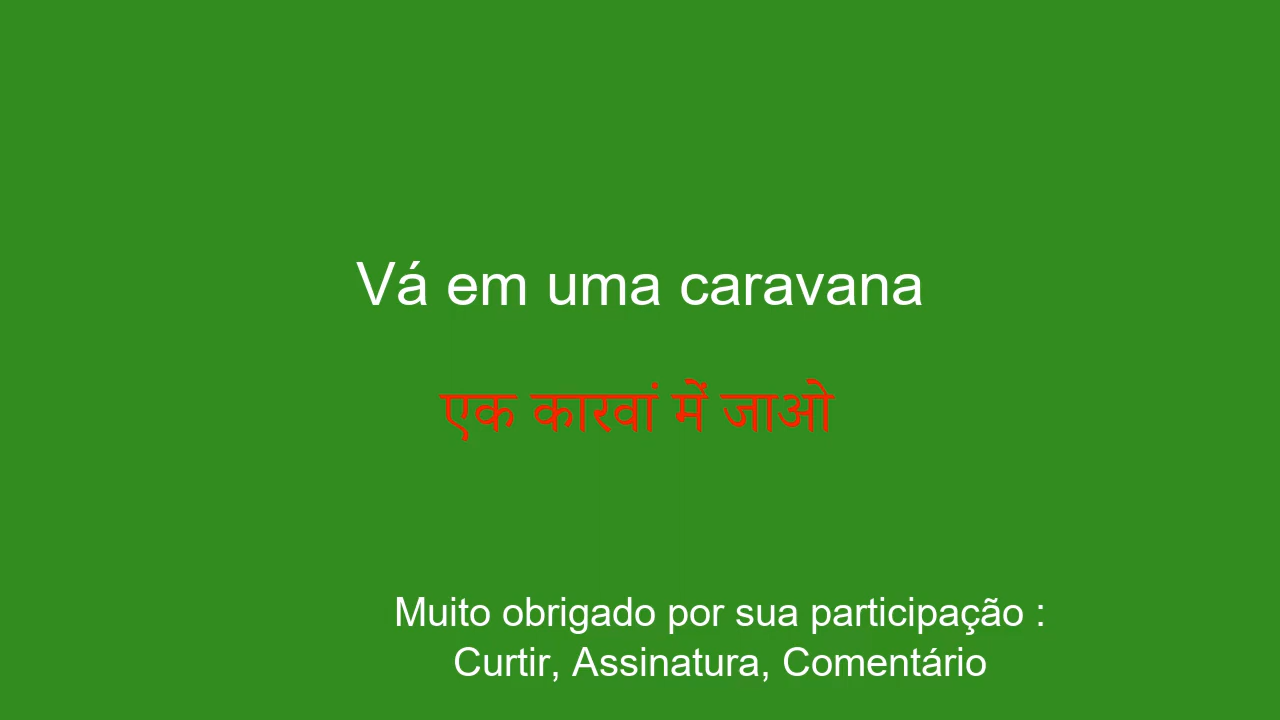 Vá em uma caravana
एक कारवां में जाओ
Muito obrigado por sua participação :
Curtir, Assinatura, Comentário